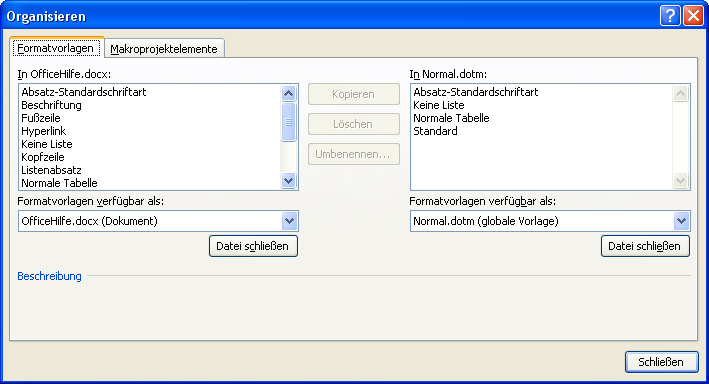 Organisieren
Formatvorlagen
Makroprojektelemente
In OfficeHilfe.docx:
Absatz-Standardschriftart
Beschriftung
Fußzeile
Hyperlink
Keine Liste
Kopfzeile
Listenabsatz
Normale Tabelle
Formatvorlagen verfügbar als:
OfficeHilfe.docx (Dokument)
Datei schließen
Kopieren
Löschen
Umbenennen...
In Normal.dotm:
Absatz-Standardschriftart
Keine Liste
Normale Tabelle
Standard
Formatvorlagen verfügbar als:
Normal.dotm (globale Vorlage)
Datei schließen
Beschreibung
Schließen